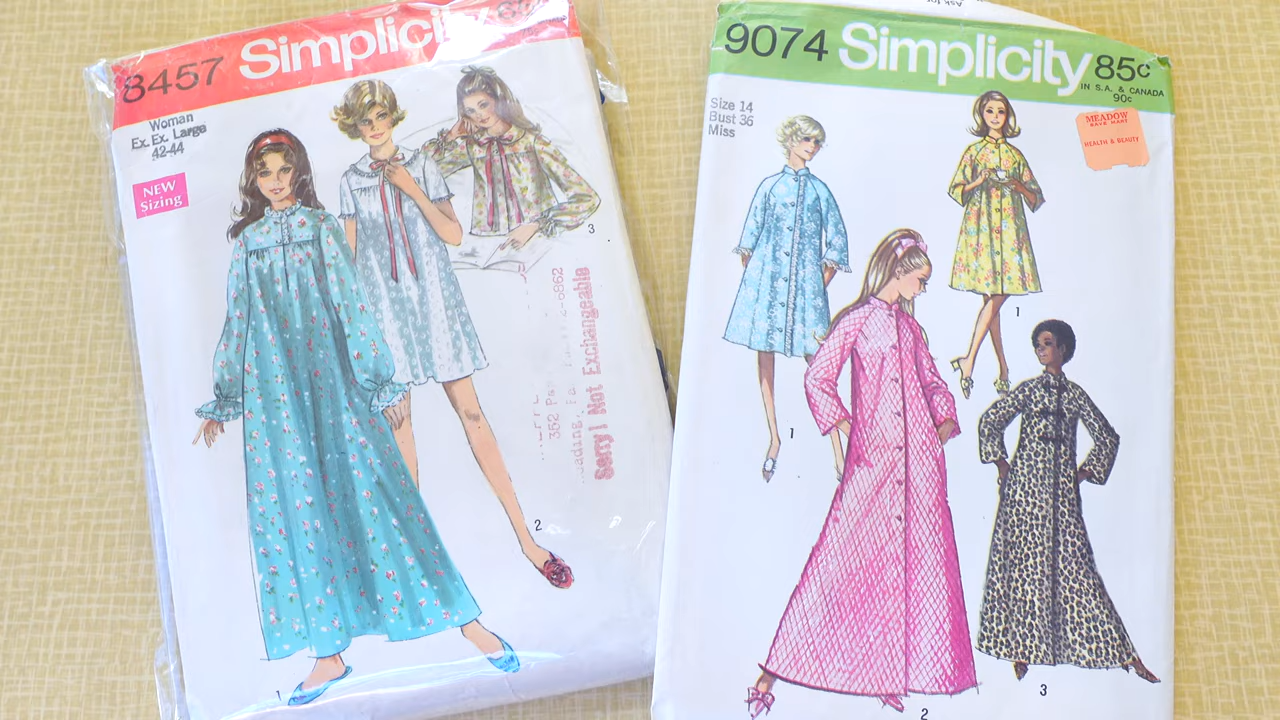 8457 Simplicity
Woman
Ex. Ex. Large
42-44
NEW
Sizing
3
2
1
352
Sorry! Not Exchangeable
9074 Simplicity 85¢
IN S.A. & CANADA
90¢
Size 14
Bust 36
Miss
MEADOW
HEALTH & BEAUTY
1
1
2
3